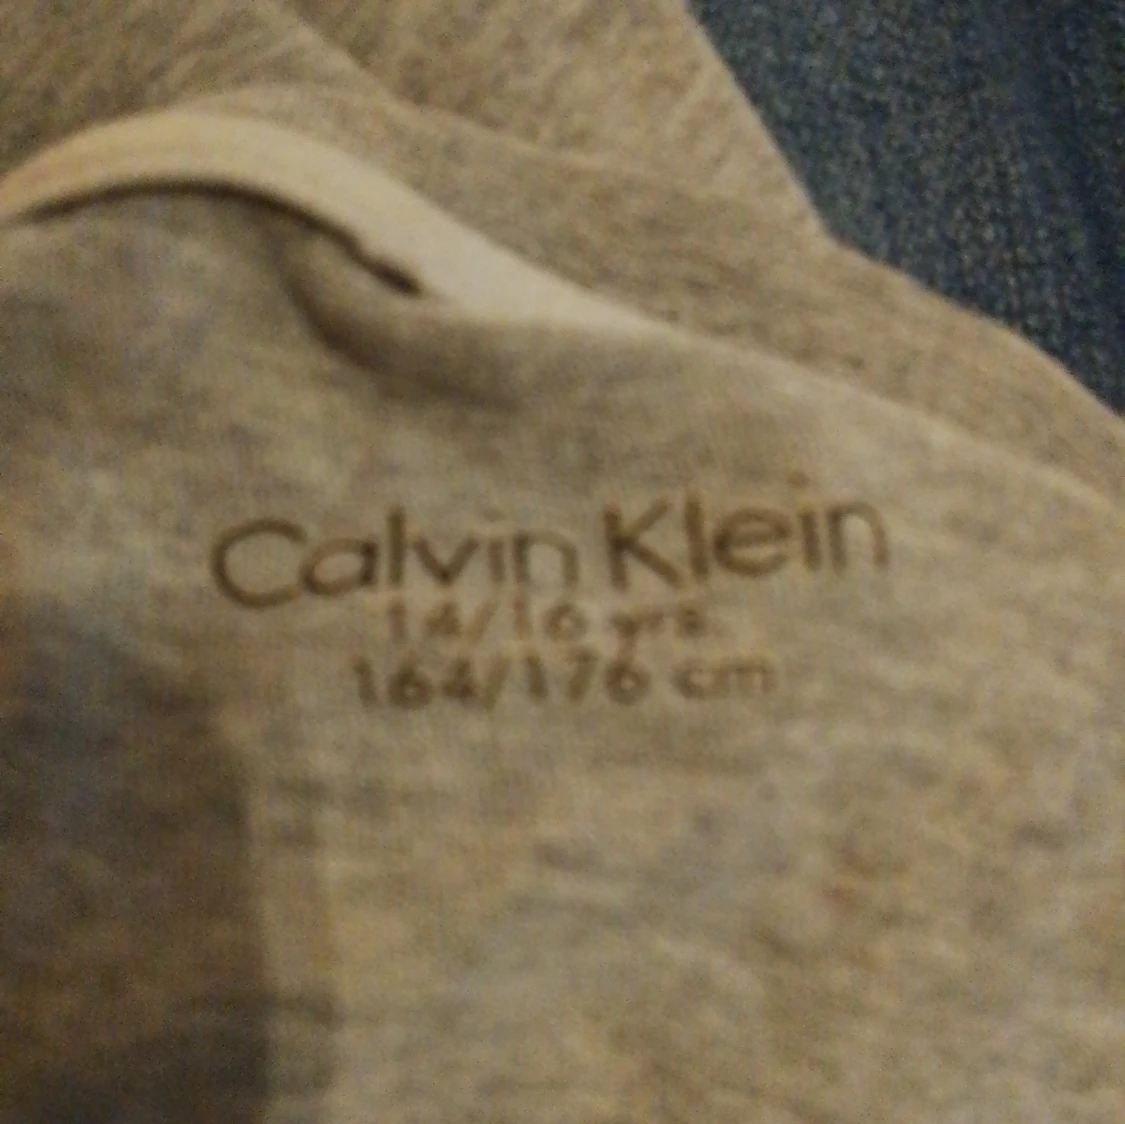 Calvin Klein
14/16 yrs.
164/176 cm